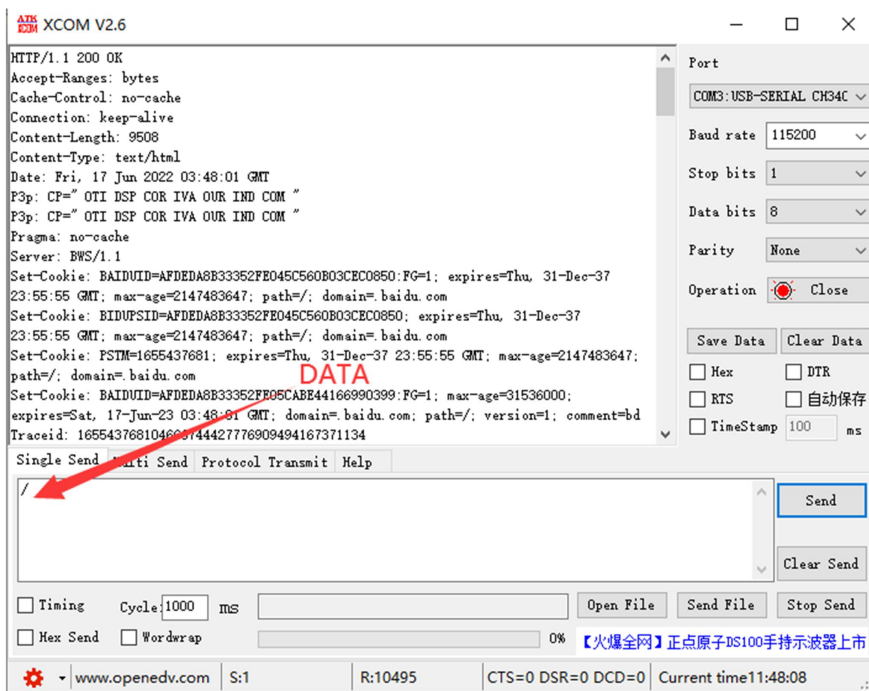 ATK XCOM XCOM V2.6
HTTP/1.1 200 OK
Accept-Ranges: bytes
Cache-Control: no-cache
Connection: keep-alive
Content-Length: 9508
Content-Type: text/html
Date: Fri, 17 Jun 2022 03:48:01 GMT
P3p: CP=" OTI DSP COR IVA OUR IND COM "
P3p: CP=" OTI DSP COR IVA OUR IND COM "
Pragma: no-cache
Server: BWS/1.1
Set-Cookie: BAIDUID=AFDEDA8B33352FE045C560B03CEC0850:FG=1; expires=Thu, 31-Dec-37
23:55:55 GMT; max-age=2147483647; path=/; domain=.baidu.com
Set-Cookie: BIDUPSID=AFDEDA8B33352FE045C560B03CEC0850; expires=Thu, 31-Dec-37
23:55:55 GMT; max-age=2147483647; path=/; domain=.baidu.com
Set-Cookie: PSTM=1655437681; expires=Thu, 31-Dec-37 23:55:55 GMT; max-age=2147483647;
path=/; domain=.baidu.com
DATA
Set-Cookie: BAIDUID=AFDEDA8B33352FE05CABE44166990399:FG=1; max-age=31536000;
expires=Sat, 17-Jun-23 03:48:01 GMT; domain=.baidu.com; path=/; version=1; comment=bd
Traceid:
Port
COM3:USB-SERIAL CH34C
Baud rate 115200
Stop bits 1
Data bits 8
Parity None
Operation Close
Save Data Clear Data
Hex DTR
RTS 自动保存
TimeStamp 100 ms
Single Send Multi Send Protocol Transmit Help
/
Send
Clear Send
Timing Cycle: 1000 ms Open File Send File Stop Send
Hex Send Wordwrap 0% 【火爆全网】正点原子DS100手持示波器上市
www.openedv.com S:1 R:10495 CTS=0 DSR=0 DCD=0 Current time11:48:08